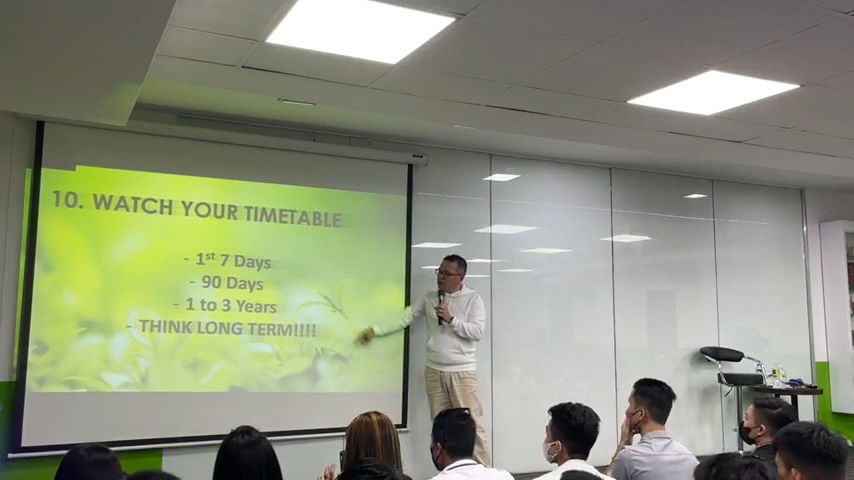 10. WATCH YOUR TIMETABLE
- 1st 7 Days
- 90 Days
- 1 to 3 Years
- THINK LONG TERM!!!!